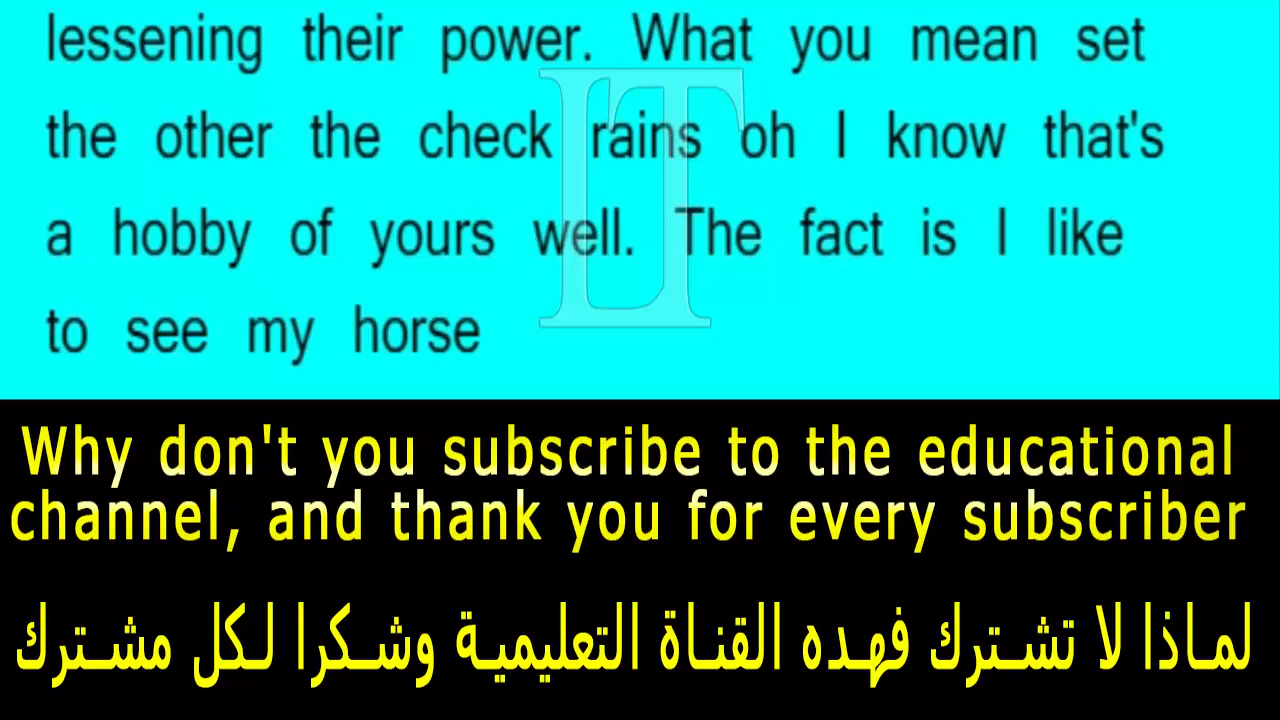 lessening their power. What you mean set
the other the check rains oh I know that's
a hobby of yours well. The fact is I like
to see my horse
LT
Why don't you subscribe to the educational
channel, and thank you for every subscriber
لماذا لا تشترك فهده القناة التعليمية وشكرا لكل مشترك